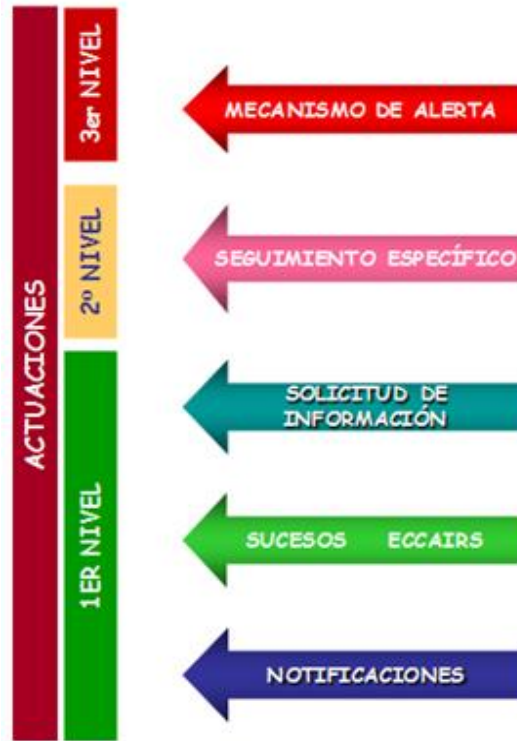 ACTUACIONES
3er NIVEL
MECANISMO DE ALERTA
2º NIVEL
SEGUIMIENTO ESPECÍFICO
1ER NIVEL
SOLICITUD DE
INFORMACIÓN
SUCESOS ECCAIRS
NOTIFICACIONES